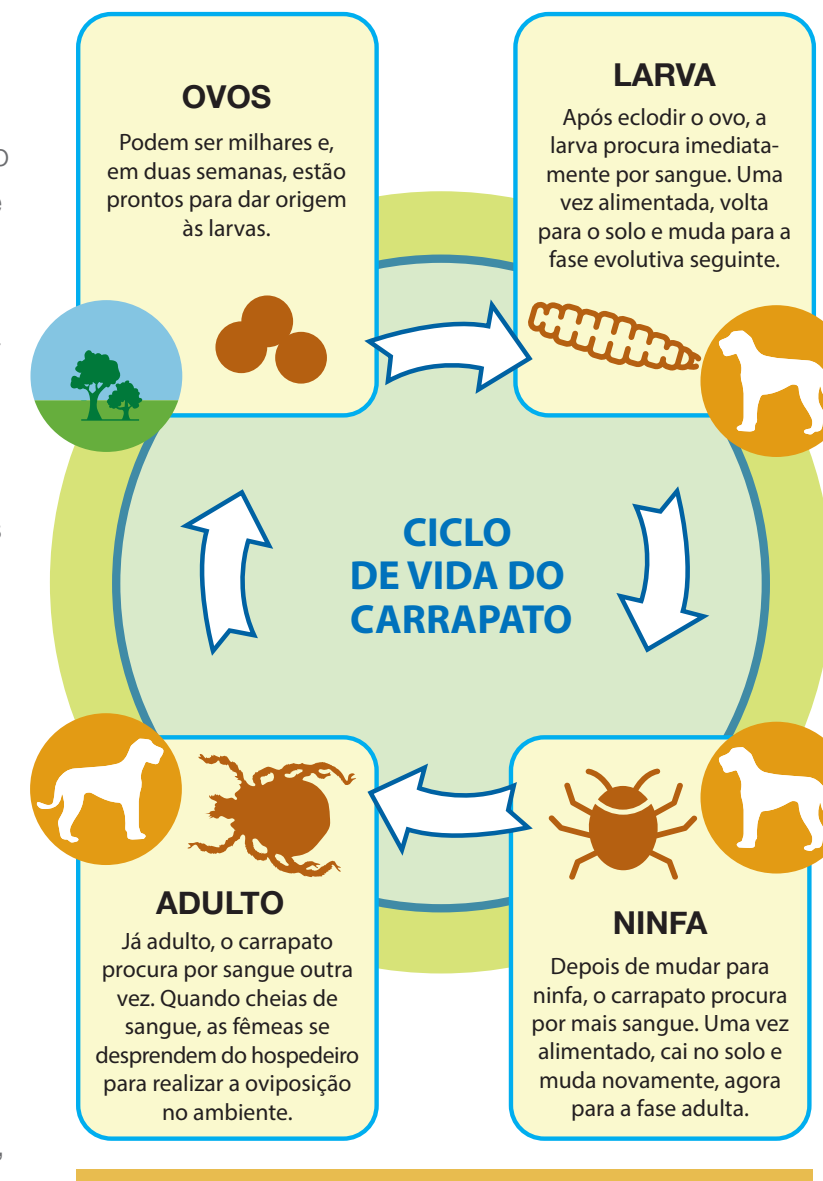 OVOS
Podem ser milhares e,
em duas semanas, estão
prontos para dar origem
às larvas.
LARVA
Após eclodir o ovo, a
larva procura imediata-
mente por sangue. Uma
vez alimentada, volta
para o solo e muda para a
fase evolutiva seguinte.
CICLO
DE VIDA DO
CARRAPATO
ADULTO
Já adulto, o carrapato
procura por sangue outra
vez. Quando cheias de
sangue, as fêmeas se
desprendem do hospedeiro
para realizar a oviposição
no ambiente.
NINFA
Depois de mudar para
ninfa, o carrapato procura
por mais sangue. Uma vez
alimentado, cai no solo e
muda novamente, agora
para a fase adulta.